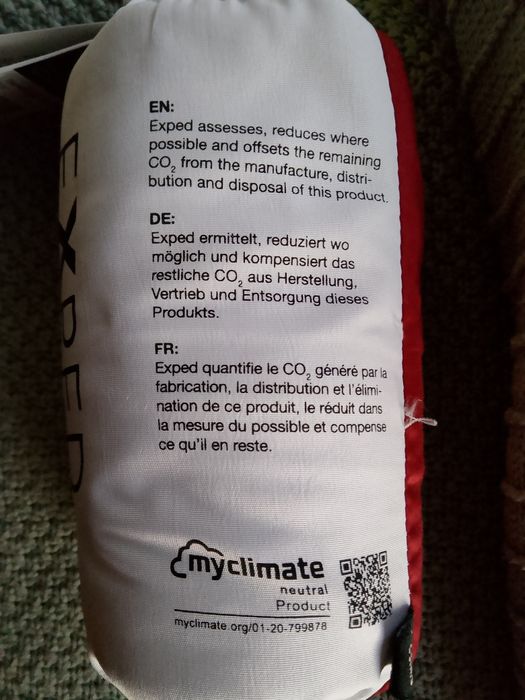 EXPED
EN:
Exped assesses, reduces where
possible and offsets the remaining
CO₂ from the manufacture, distri-
bution and disposal of this product.
DE:
Exped ermittelt, reduziert wo
möglich und kompensiert das
restliche CO₂ aus Herstellung,
Vertrieb und Entsorgung dieses
Produkts.
FR:
Exped quantifie le CO₂ généré par la
fabrication, la distribution et l'élimi-
nation de ce produit, le réduit dans
la mesure du possible et compense
ce qu'il en reste.
myclimate
neutral
Product
myclimate.org/01-20-799878